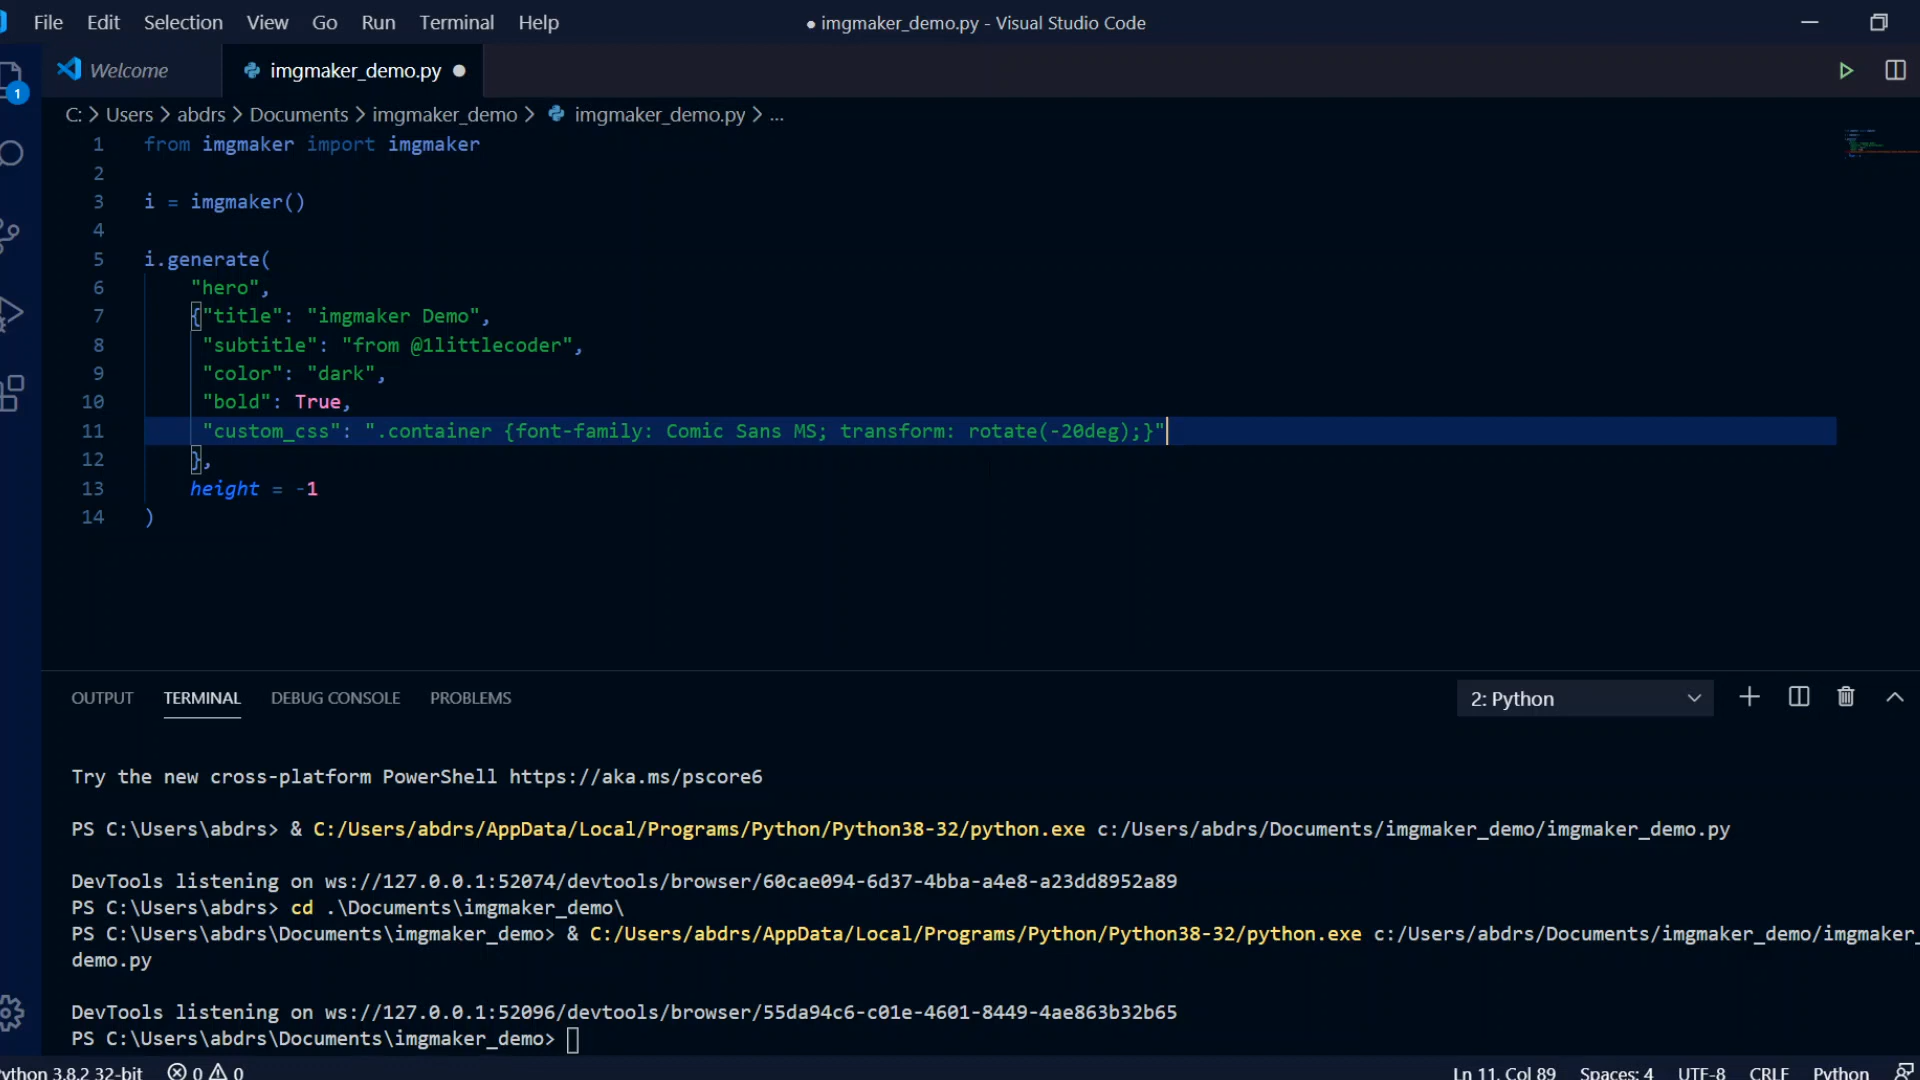 File Edit Selection View Go Run Terminal Help
● imgmaker_demo.py - Visual Studio Code
Welcome
imgmaker_demo.py ●
1
C: > Users > abdrs > Documents > imgmaker_demo > imgmaker_demo.py > ...
1 from imgmaker import imgmaker
2
3 i = imgmaker()
4
5 i.generate(
6 "hero",
7 {"title": "imgmaker Demo",
8 "subtitle": "from @1littlecoder",
9 "color": "dark",
10 "bold": True,
11 "custom_css": ".container {font-family: Comic Sans MS; transform: rotate(-20deg);}"
12 },
13 height = -1
14 )
OUTPUT TERMINAL DEBUG CONSOLE PROBLEMS
2: Python
Try the new cross-platform PowerShell https://aka.ms/pscore6
PS C:\Users\abdrs> & C:/Users/abdrs/AppData/Local/Programs/Python/Python38-32/python.exe c:/Users/abdrs/Documents/imgmaker_demo/imgmaker_demo.py
DevTools listening on ws://127.0.0.1:52074/devtools/browser/60cae094-6d37-4bba-a4e8-a23dd8952a89
PS C:\Users\abdrs> cd .\Documents\imgmaker_demo\
PS C:\Users\abdrs\Documents\imgmaker_demo> & C:/Users/abdrs/AppData/Local/Programs/Python/Python38-32/python.exe c:/Users/abdrs/Documents/imgmaker_demo/imgmaker_
demo.py
DevTools listening on ws://127.0.0.1:52096/devtools/browser/55da94c6-c01e-4601-8449-4ae863b32b65
PS C:\Users\abdrs\Documents\imgmaker_demo>
ython 3.8.2 32-bit 0 0 Ln 11, Col 89 Spaces: 4 UTF-8 CRLF Python